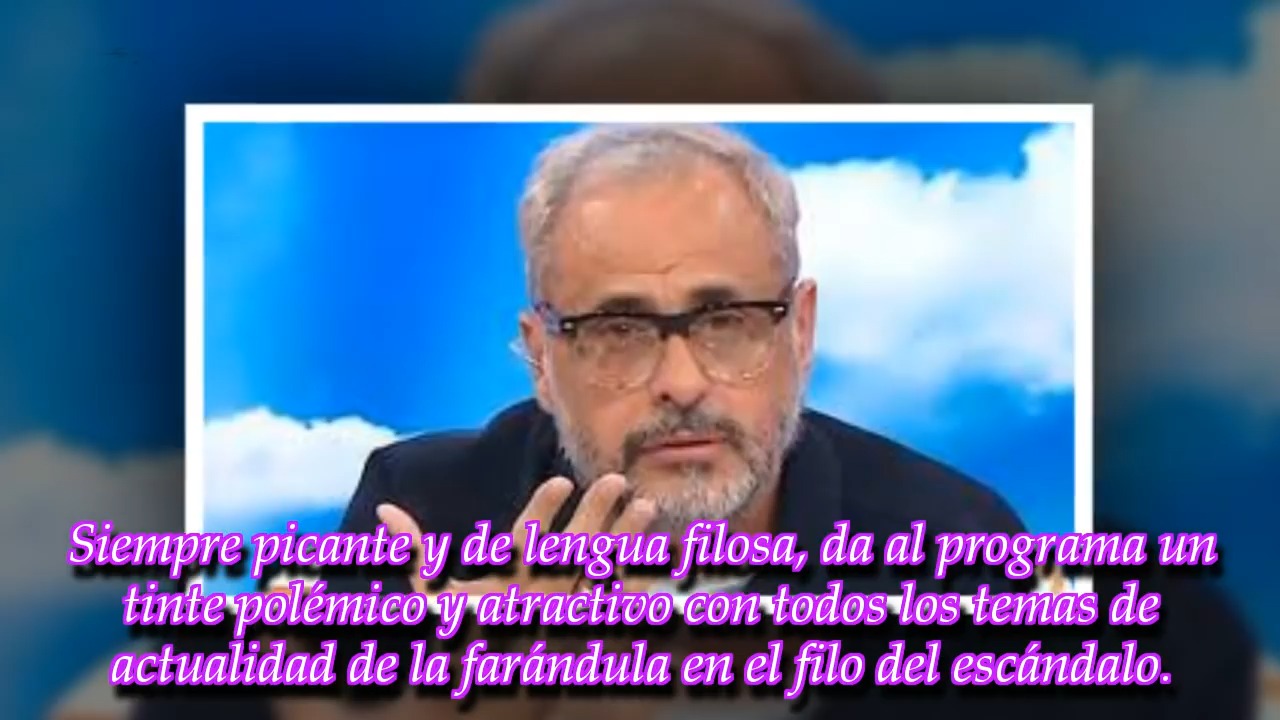 Siempre picante y de lengua filosa, da al programa un
tinte polémico y atractivo con todos los temas de
actualidad de la farándula en el filo del escándalo.